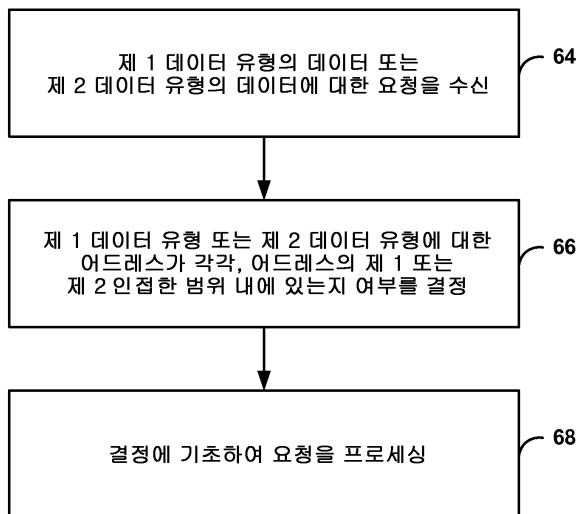 제 1 데이터 유형의 데이터 또는
제 2 데이터 유형의 데이터에 대한 요청을 수신
64
제 1 데이터 유형 또는 제 2 데이터 유형에 대한
어드레스가 각각, 어드레스의 제 1 또는
제 2 인접한 범위 내에 있는지 여부를 결정
66
결정에 기초하여 요청을 프로세싱
68